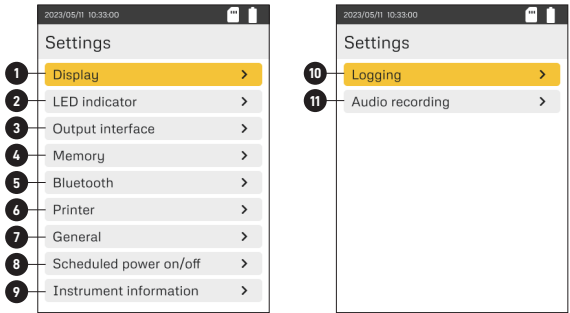 2023/05/11 10:33:00
Settings
1 Display
2 LED indicator
3 Output interface
4 Memory
5 Bluetooth
6 Printer
7 General
8 Scheduled power on/off
9 Instrument information
2023/05/11 10:33:00
Settings
10 Logging
11 Audio recording